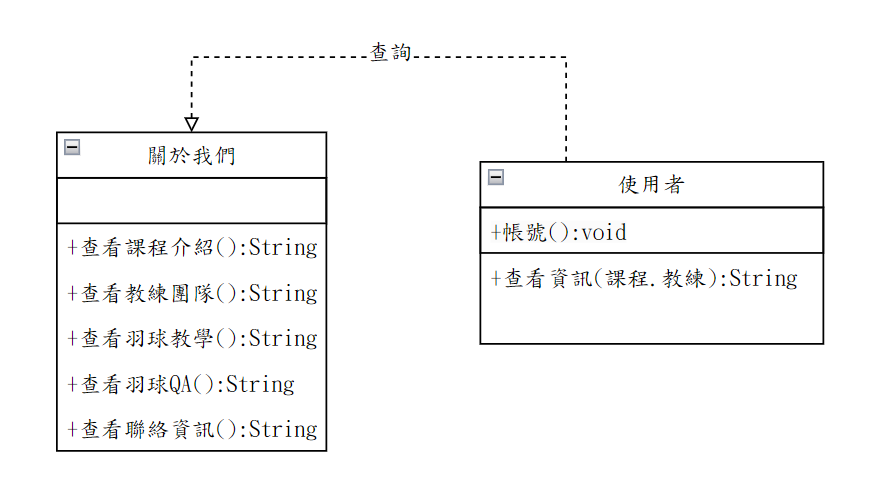 查詢
關於我們
+查看課程介紹():String
+查看教練團隊():String
+查看羽球教學():String
+查看羽球QA():String
+查看聯絡資訊():String
使用者
+帳號():void
+查看資訊(課程.教練):String